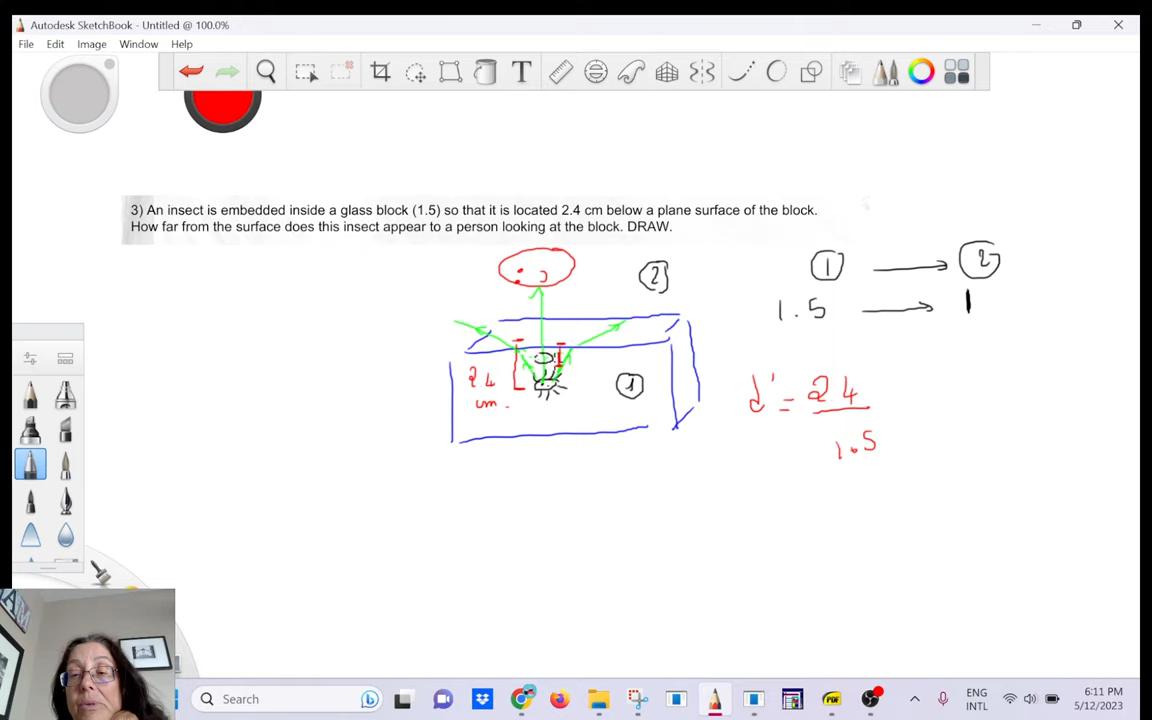 Autodesk SketchBook - Untitled @ 100.0%
File Edit Image Window Help
T
3) An insect is embedded inside a glass block (1.5) so that it is located 2.4 cm below a plane surface of the block.
How far from the surface does this insect appear to a person looking at the block. DRAW.
2
1 → 2
1.5 → 1
2 4
cm.
1
d' = 2 4
1.5
AM
Search
ENG
INTL
6:11 PM
5/12/2023